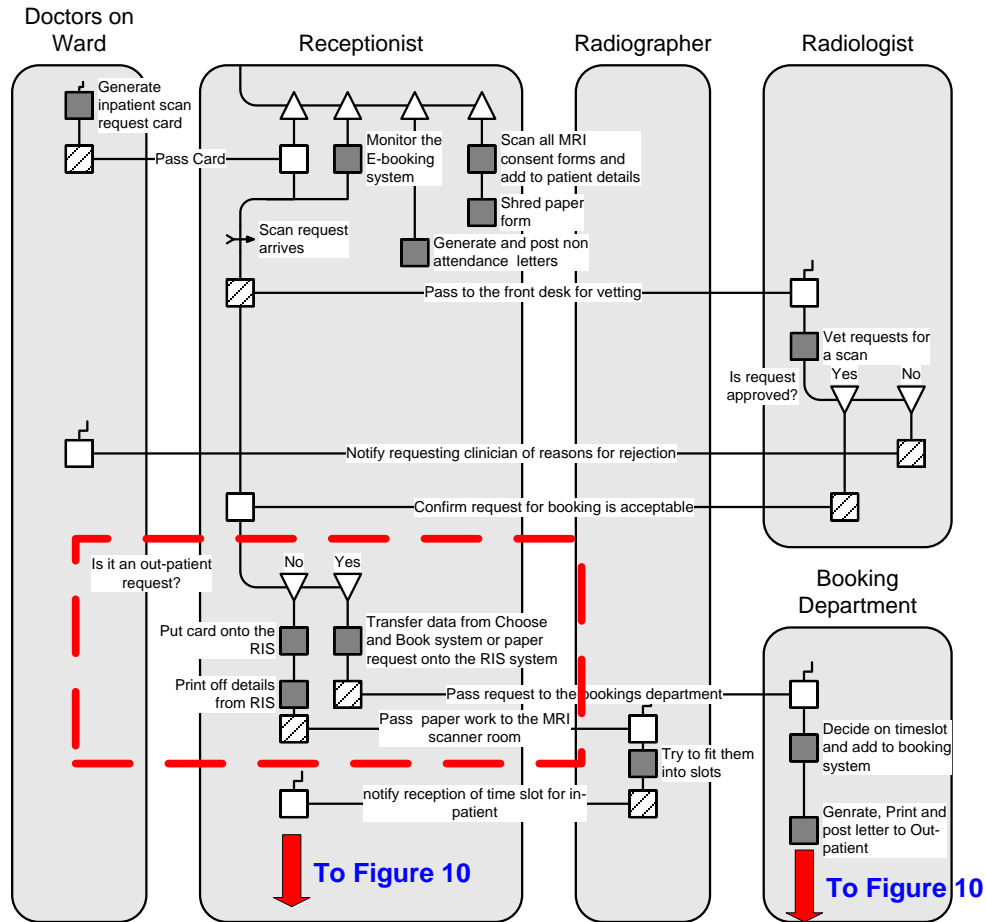 Doctors on
Ward
Receptionist
Radiographer
Radiologist
Generate
inpatient scan
request card
Pass Card
Monitor the
E-booking
system
Scan all MRI
consent forms and
add to patient details
Shred paper
form
Scan request
arrives
Generate and post non
attendance letters
Pass to the front desk for vetting
Vet requests for
a scan
Is request
approved?
Yes
No
Notify requesting clinician of reasons for rejection
Confirm request for booking is acceptable
Is it an out-patient
request?
No
Yes
Booking
Department
Put card onto the
RIS
Transfer data from Choose
and Book system or paper
request onto the RIS system
Print off details
from RIS
Pass request to the bookings department
Pass paper work to the MRI
scanner room
Decide on timeslot
and add to booking
system
Try to fit them
into slots
notify reception of time slot for in-
patient
Genrate, Print and
post letter to Out-
patient
To Figure 10
To Figure 10